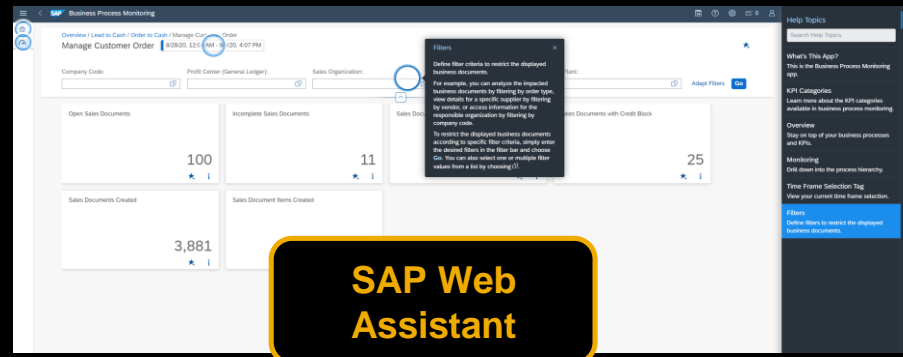 SAP Business Process Monitoring
Overview / Lead to Cash / Order to Cash / Manage Customer Order
Manage Customer Order
8/28/20, 12:0 AM - /20, 4:07 PM
Company Code:
Profit Center (General Ledger):
Sales Organization:
Plant:
Adapt Filters
Go
Open Sales Documents
100
Incomplete Sales Documents
11
Sales Doc
ales Documents with Credit Block
25
Sales Documents Created
3,881
Sales Document Items Created
Filters
Define filter criteria to restrict the displayed
business documents.
For example, you can analyze the impacted
business documents by filtering by order type,
view details for a specific supplier by filtering
by vendor, or access information for the
responsible organization by filtering by
company code.
To restrict the displayed business documents
according to specific filter criteria, simply enter
the desired filters in the filter bar and choose
Go. You can also select one or multiple filter
values from a list by choosing
SAP Web
Assistant
Help Topics
Search Help Topics
What's This App?
This is the Business Process Monitoring
app.
KPI Categories
Learn more about the KPI categories
available in business process monitoring.
Overview
Stay on top of your business processes
and KPIs.
Monitoring
Drill down into the process hierarchy.
Time Frame Selection Tag
View your current time frame selection.
Filters
Define filters to restrict the displayed
business documents.